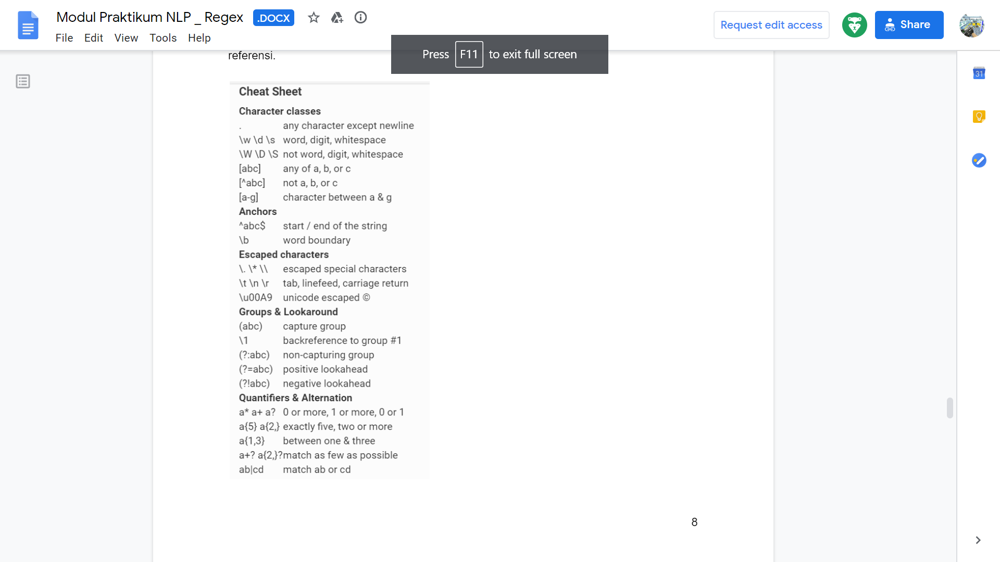 Modul Praktikum NLP _ Regex .DOCX
File Edit View Tools Help
Request edit access
Share
Press F11 to exit full screen
31
referensi.
Cheat Sheet
Character classes
. any character except newline
\w \d \s word, digit, whitespace
\W \D \S not word, digit, whitespace
[abc] any of a, b, or c
[^abc] not a, b, or c
[a-g] character between a & g
Anchors
^abc$ start / end of the string
\b word boundary
Escaped characters
\. \* \\ escaped special characters
\t \n \r tab, linefeed, carriage return
\u00A9 unicode escaped ©
Groups & Lookaround
(abc) capture group
\1 backreference to group #1
(?:abc) non-capturing group
(?=abc) positive lookahead
(?!abc) negative lookahead
Quantifiers & Alternation
a* a+ a? 0 or more, 1 or more, 0 or 1
a{5} a{2,} exactly five, two or more
a{1,3} between one & three
a+? a{2,}? match as few as possible
ab|cd match ab or cd
8